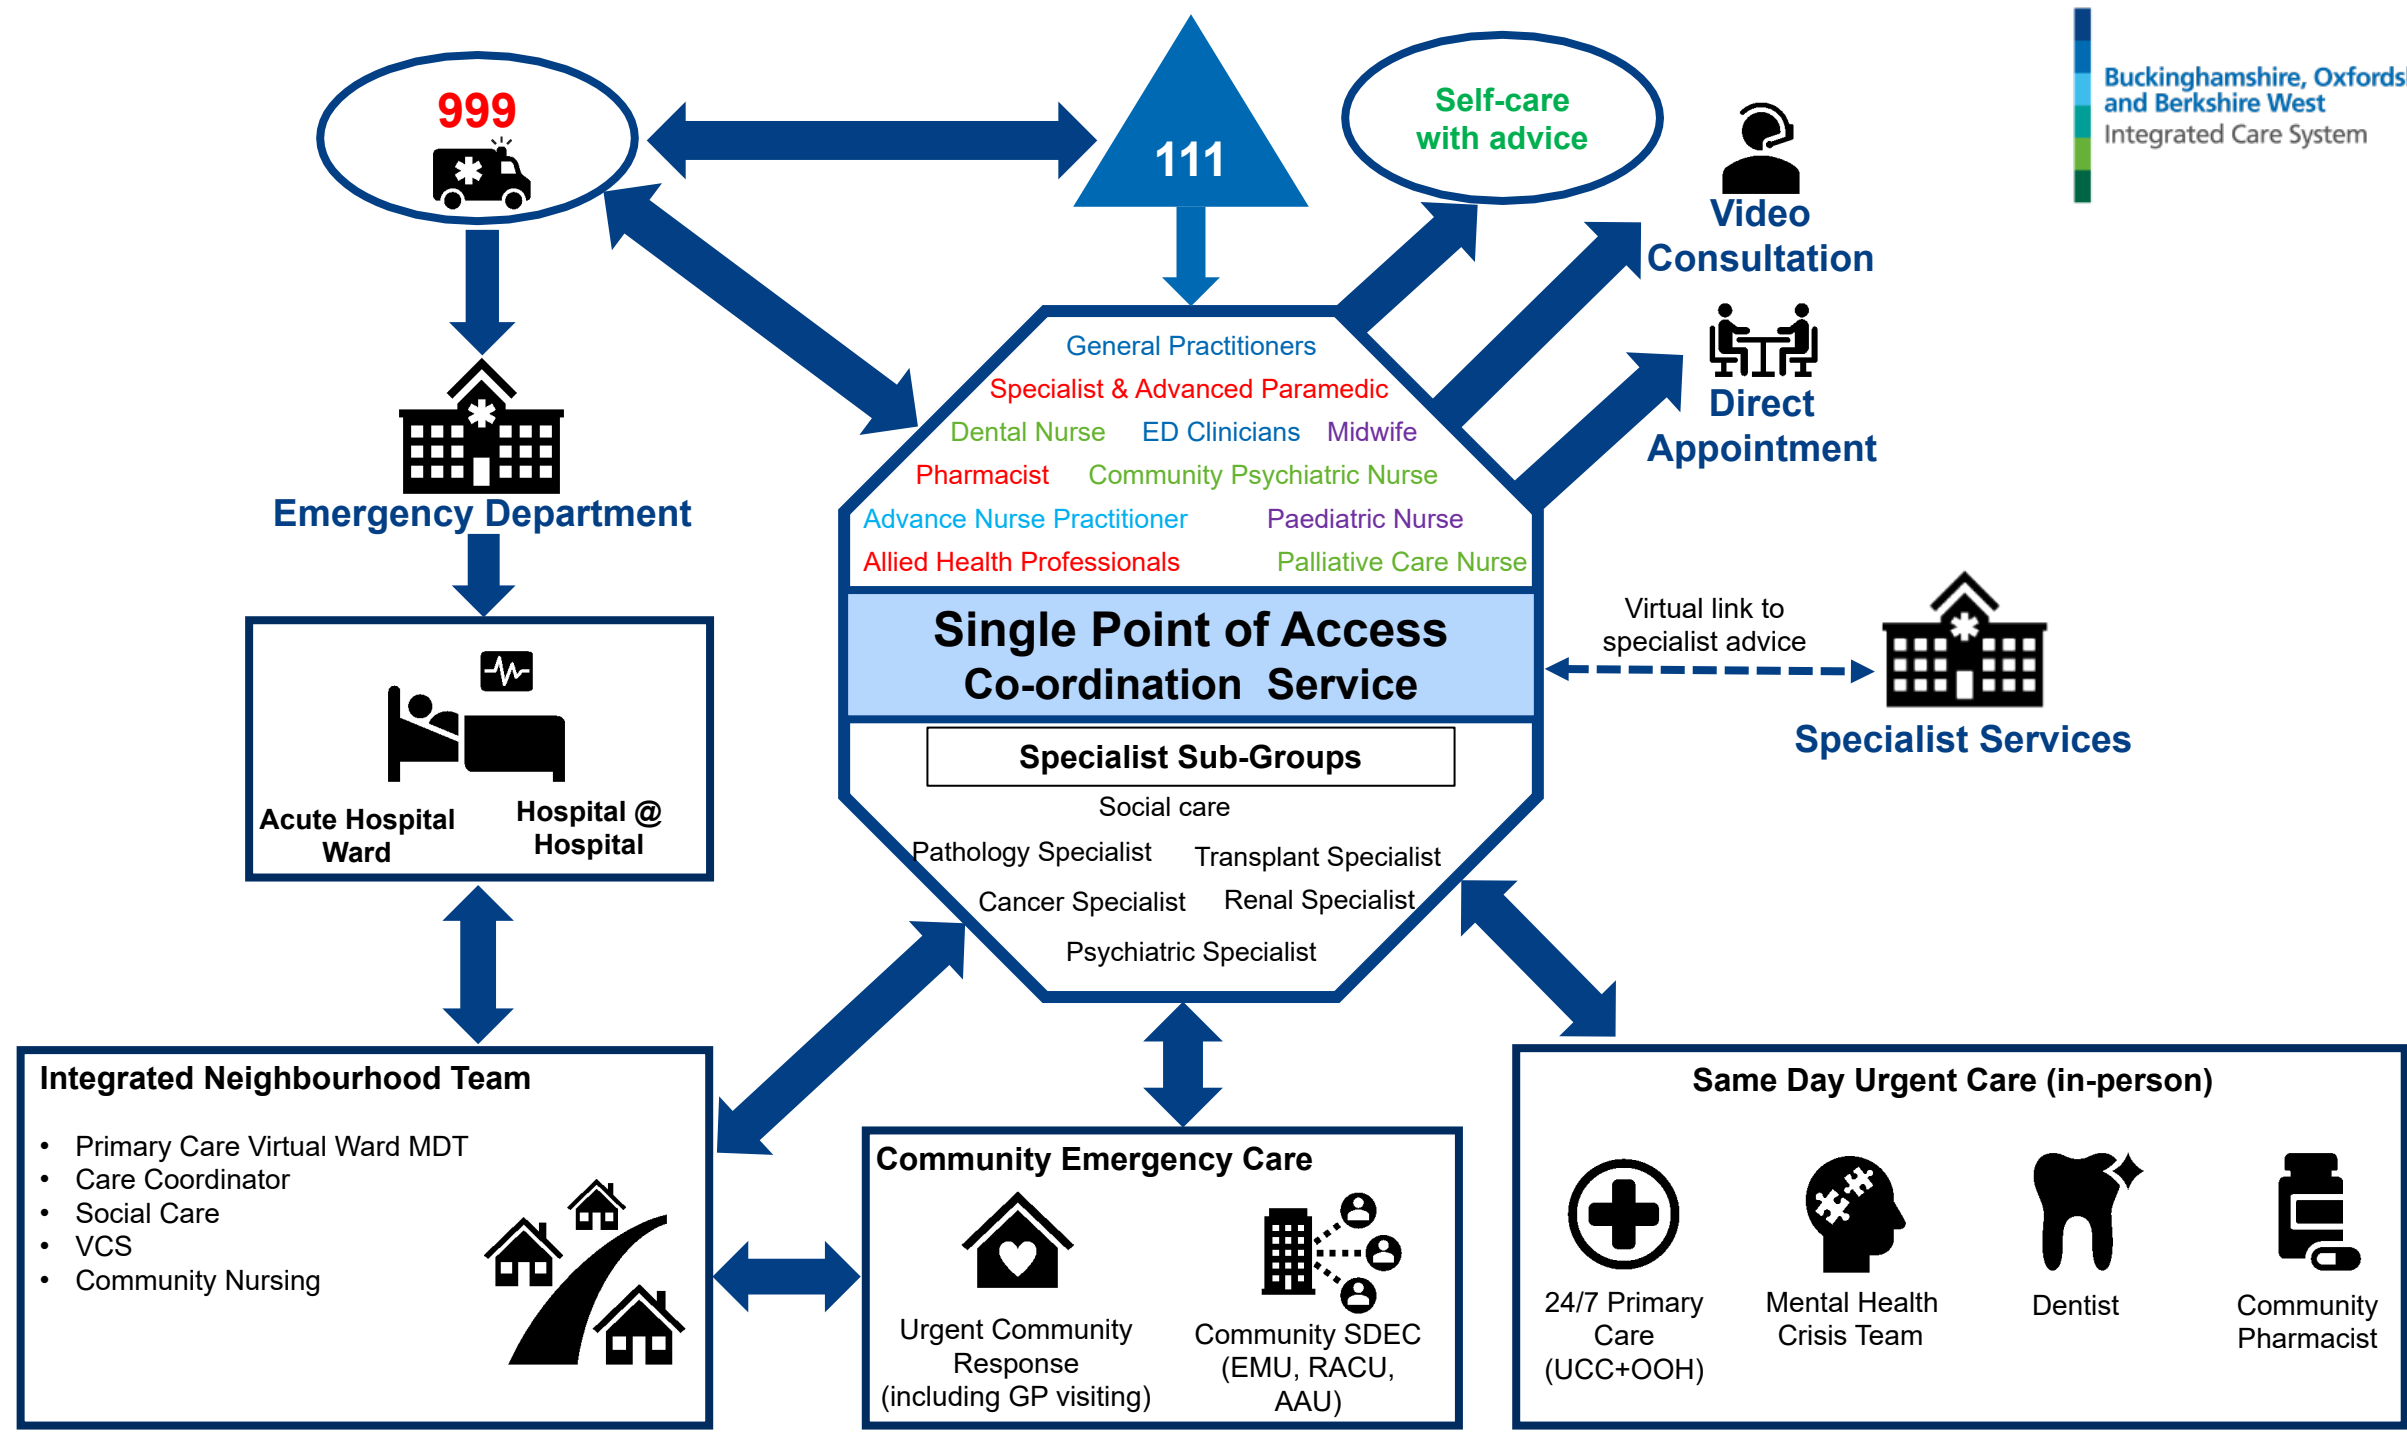 999
111
Self-care
with advice
Buckinghamshire,
and Berkshire West
Integrated Care System
Video
Consultation
Direct
Appointment
General Practitioners
Specialist & Advanced Paramedic
Dental Nurse ED Clinicians Midwife
Pharmacist Community Psychiatric Nurse
Advance Nurse Practitioner Paediatric Nurse
Allied Health Professionals Palliative Care Nurse
Emergency Department
Single Point of Access
Co-ordination Service
Virtual link to
specialist advice
Specialist Services
Specialist Sub-Groups
Social care
Pathology Specialist Transplant Specialist
Cancer Specialist Renal Specialist
Psychiatric Specialist
Acute Hospital
Ward
Hospital @
Hospital
Integrated Neighbourhood Team
• Primary Care Virtual Ward MDT
• Care Coordinator
• Social Care
• VCS
• Community Nursing
Community Emergency Care
Urgent Community
Response
(including GP visiting)
Community SDEC
(EMU, RACU,
AAU)
Same Day Urgent Care (in-person)
24/7 Primary
Care
(UCC+OOH)
Mental Health
Crisis Team
Dentist
Community
Pharmacist